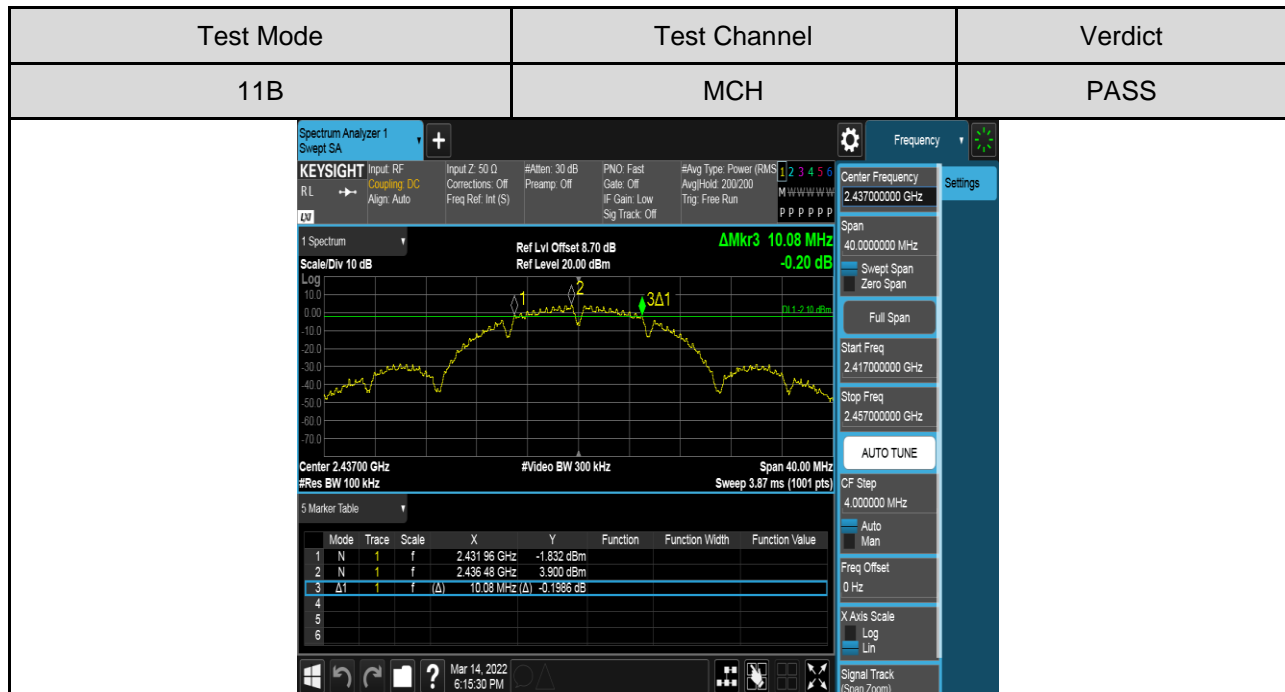 Test Mode Test Channel Verdict
11B MCH PASS
Spectrum Analyzer 1
Swept SA
+
Frequency
KEYSIGHT
RL
LXI
Input: RF
Coupling: DC
Align: Auto
Input Z: 50 Ω
Corrections: Off
Freq Ref: Int (S)
#Atten: 30 dB
Preamp: Off
PNO: Fast
Gate: Off
IF Gain: Low
Sig Track: Off
#Avg Type: Power (RMS
Avg|Hold: 200/200
Trig: Free Run
1 2 3 4 5 6
M W W W W W
P P P P P P
1 Spectrum
Scale/Div 10 dB
Ref Lvl Offset 8.70 dB
Ref Level 20.00 dBm
ΔMkr3 10.08 MHz
-0.20 dB
Log
10.0
0.00
-10.0
-20.0
-30.0
-40.0
-50.0
-60.0
-70.0
1
2
3Δ1
DL1 -2.10 dBm
Center 2.43700 GHz
#Res BW 100 kHz
#Video BW 300 kHz
Span 40.00 MHz
Sweep 3.87 ms (1001 pts)
5 Marker Table
Mode Trace Scale X Y Function Function Width Function Value
1 N 1 f 2.431 96 GHz -1.832 dBm
2 N 1 f 2.436 48 GHz 3.900 dBm
3 Δ1 1 f (Δ) 10.08 MHz (Δ) -0.1986 dB
4
5
6
?
Mar 14, 2022
6:15:30 PM
Center Frequency
2.437000000 GHz
Settings
Span
40.0000000 MHz
Swept Span
Zero Span
Full Span
Start Freq
2.417000000 GHz
Stop Freq
2.457000000 GHz
AUTO TUNE
CF Step
4.000000 MHz
Auto
Man
Freq Offset
0 Hz
X Axis Scale
Log
Lin
Signal Track
(Span Zoom)